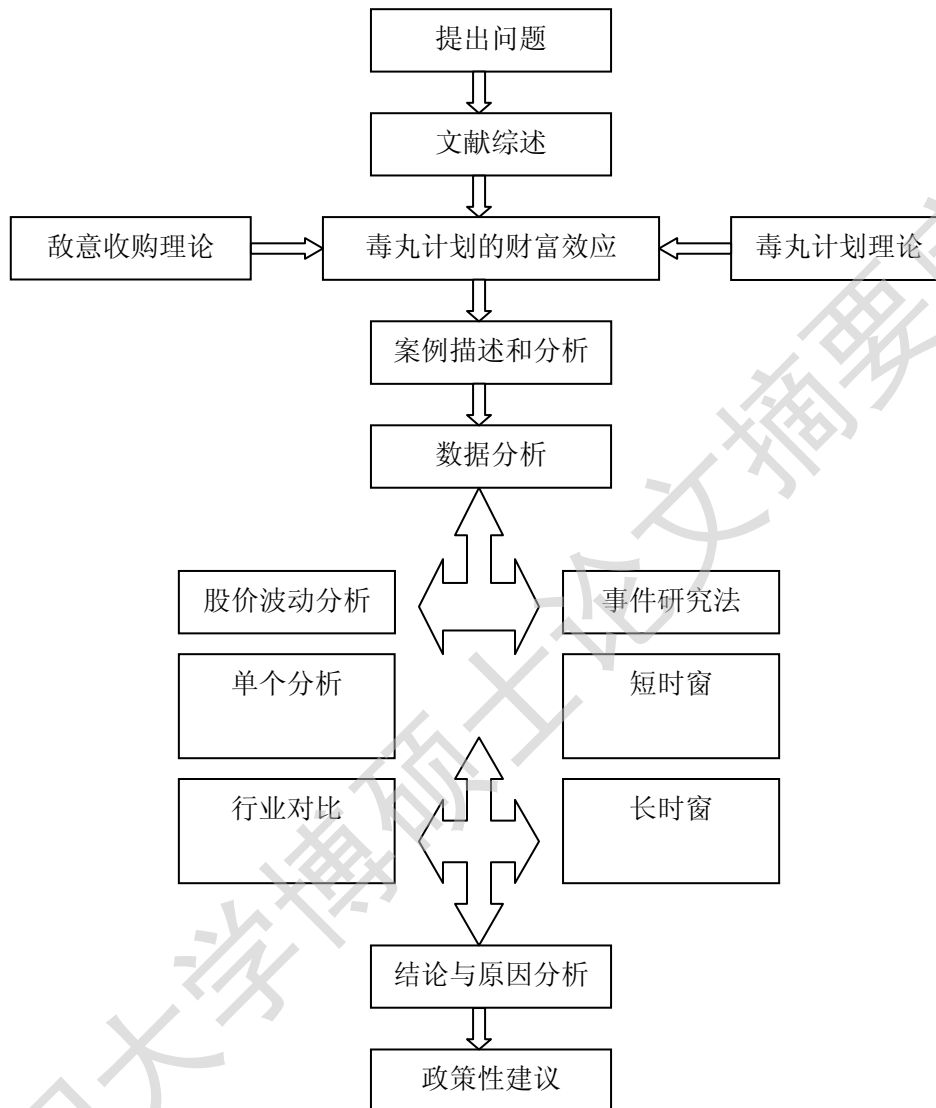 提出问题
文献综述
敌意收购理论
毒丸计划的财富效应
毒丸计划理论
案例描述和分析
数据分析
股价波动分析
事件研究法
单个分析
短时窗
行业对比
长时窗
结论与原因分析
政策性建议
大学博硕士论文摘要